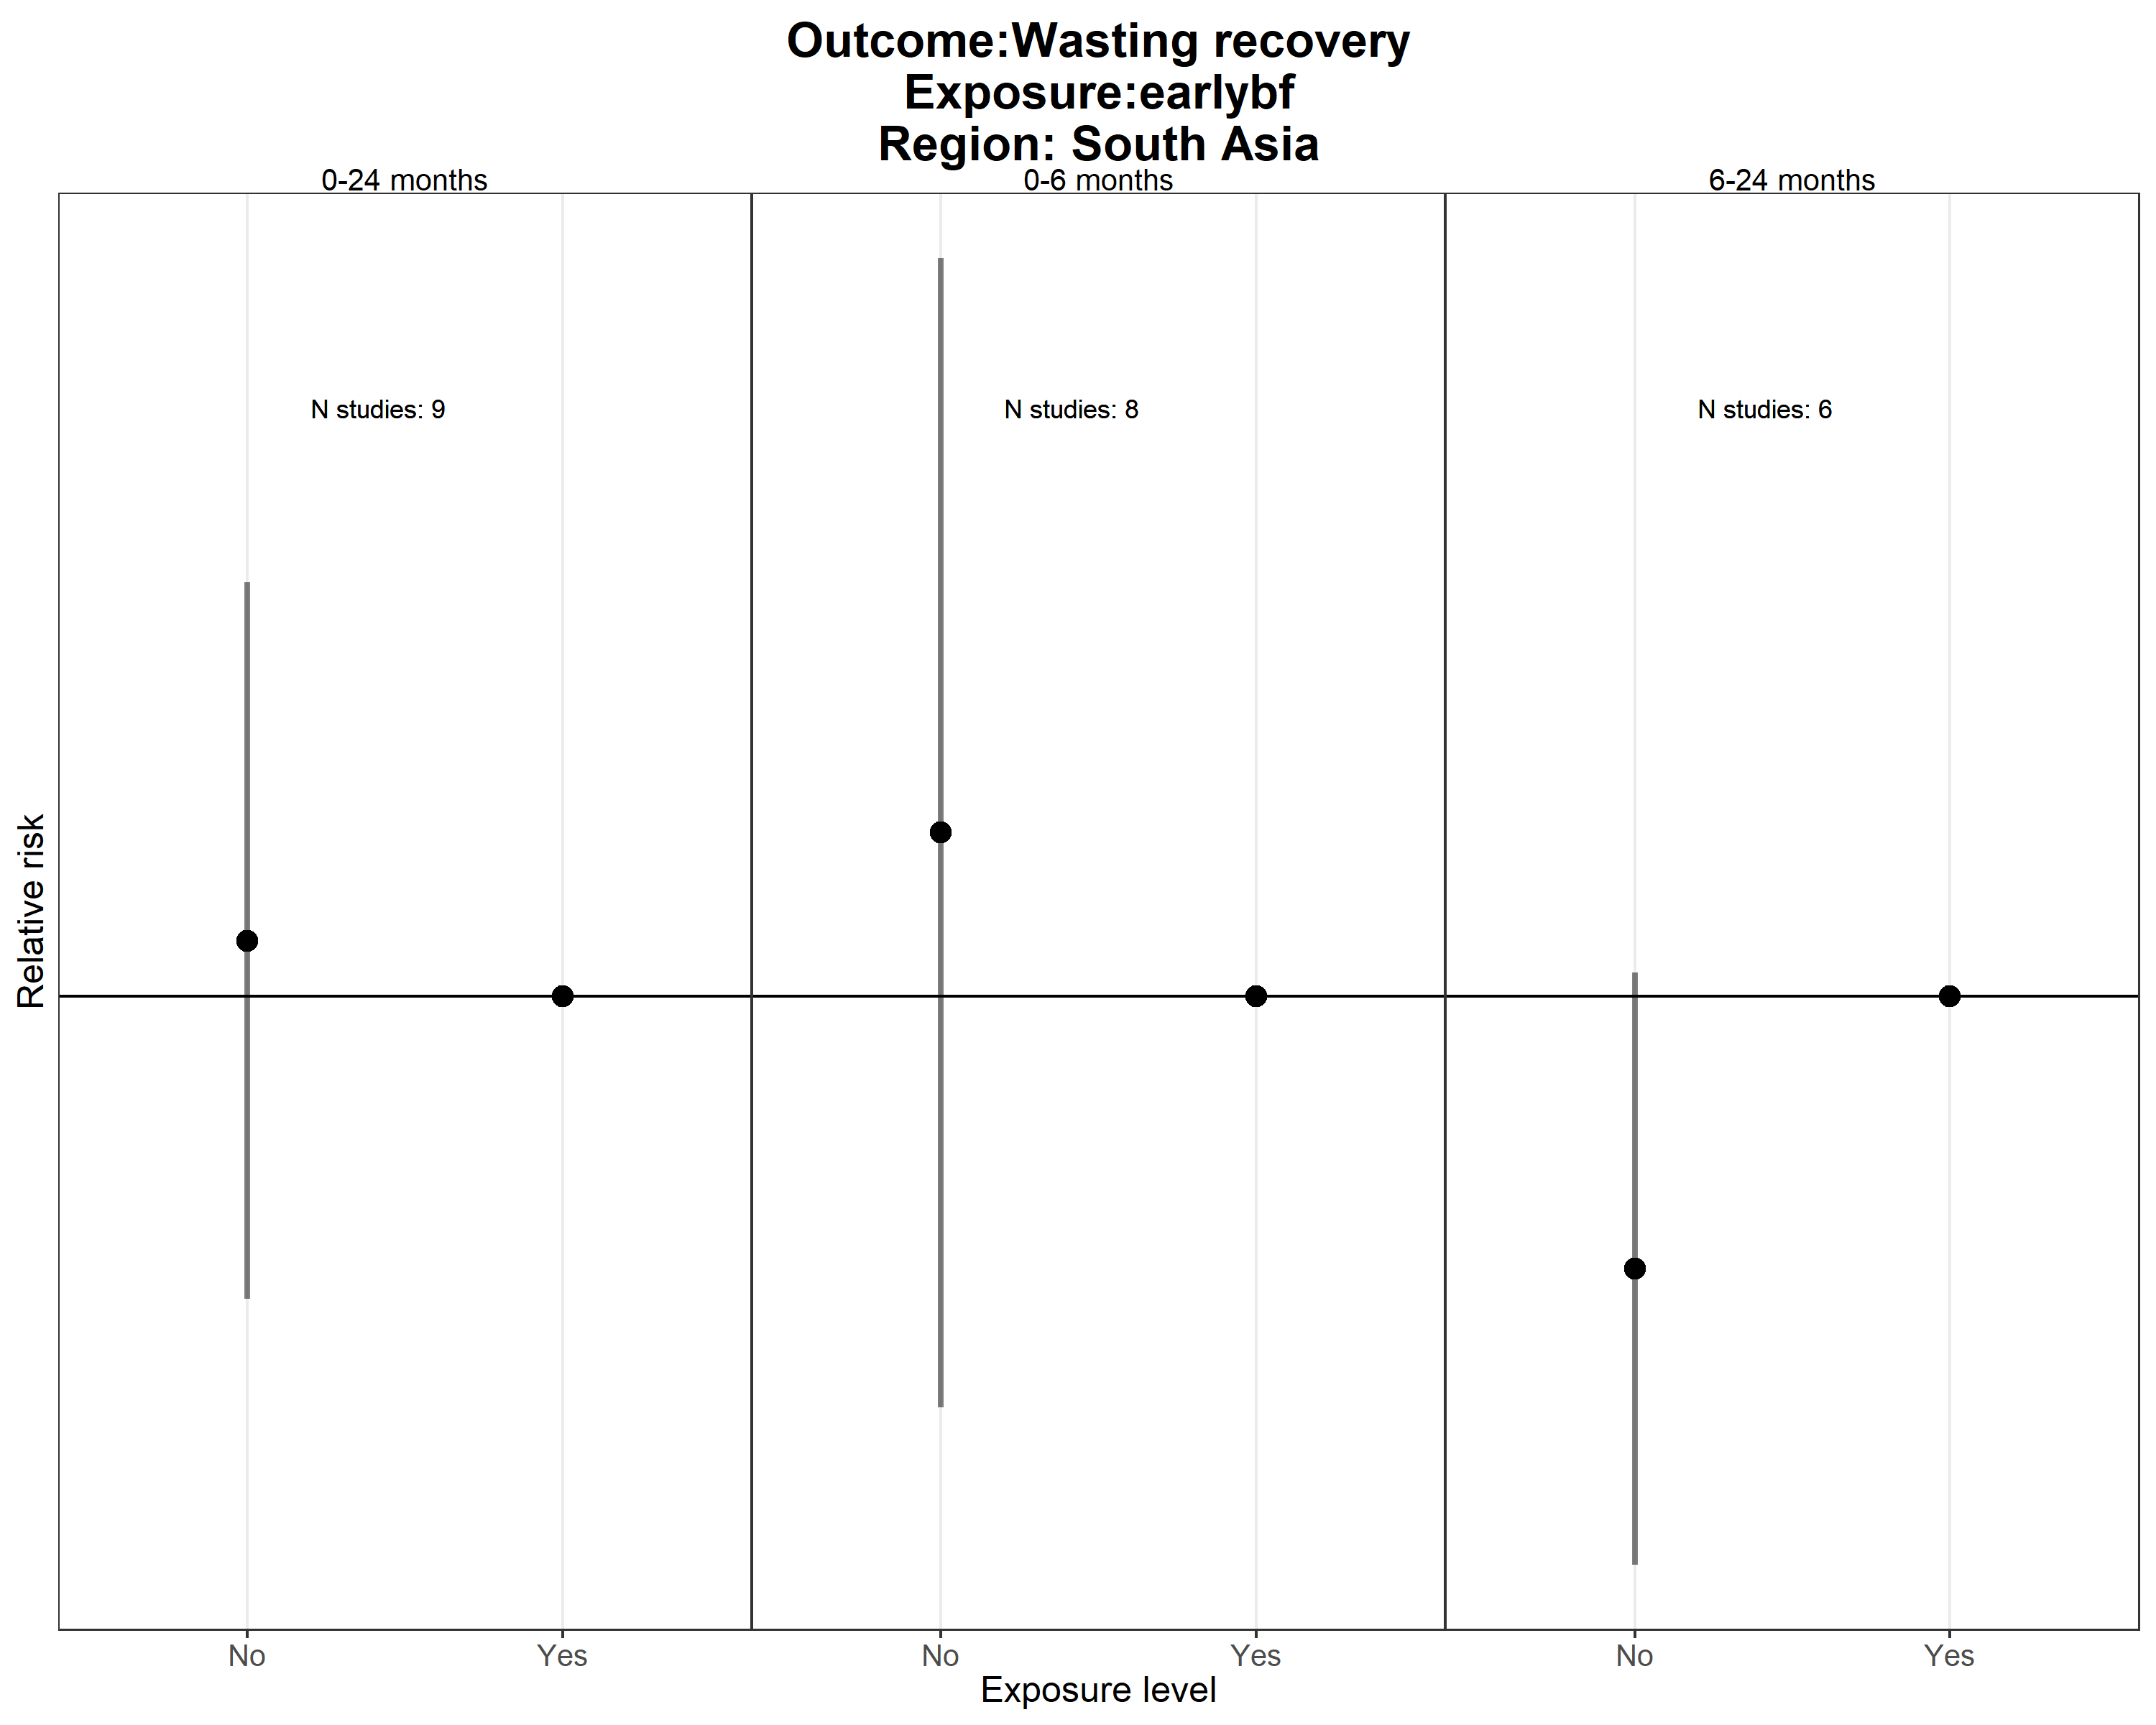 Outcome:Wasting recovery
Exposure:earlybf
Region: South Asia
0-24 months
0-6 months
6-24 months
N studies: 9
N studies: 8
N studies: 6
Relative risk
No
Yes
No
Yes
No
Yes
Exposure level